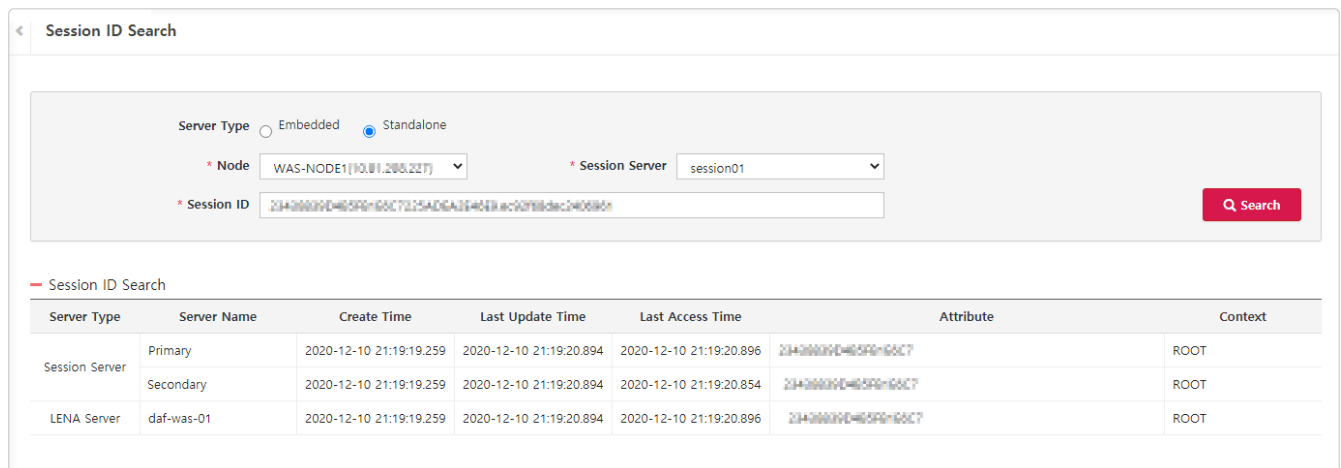 Session ID Search
Server Type Embedded Standalone
* Node WAS-NODE1 * Session Server session01
* Session ID
Search
Session ID Search
Server Type Server Name Create Time Last Update Time Last Access Time Attribute Context
Session Server Primary 2020-12-10 21:19:19.259 2020-12-10 21:19:20.894 2020-12-10 21:19:20.896 ROOT
Secondary 2020-12-10 21:19:19.259 2020-12-10 21:19:20.894 2020-12-10 21:19:20.854 ROOT
LENA Server daf-was-01 2020-12-10 21:19:19.259 2020-12-10 21:19:20.894 2020-12-10 21:19:20.896 ROOT